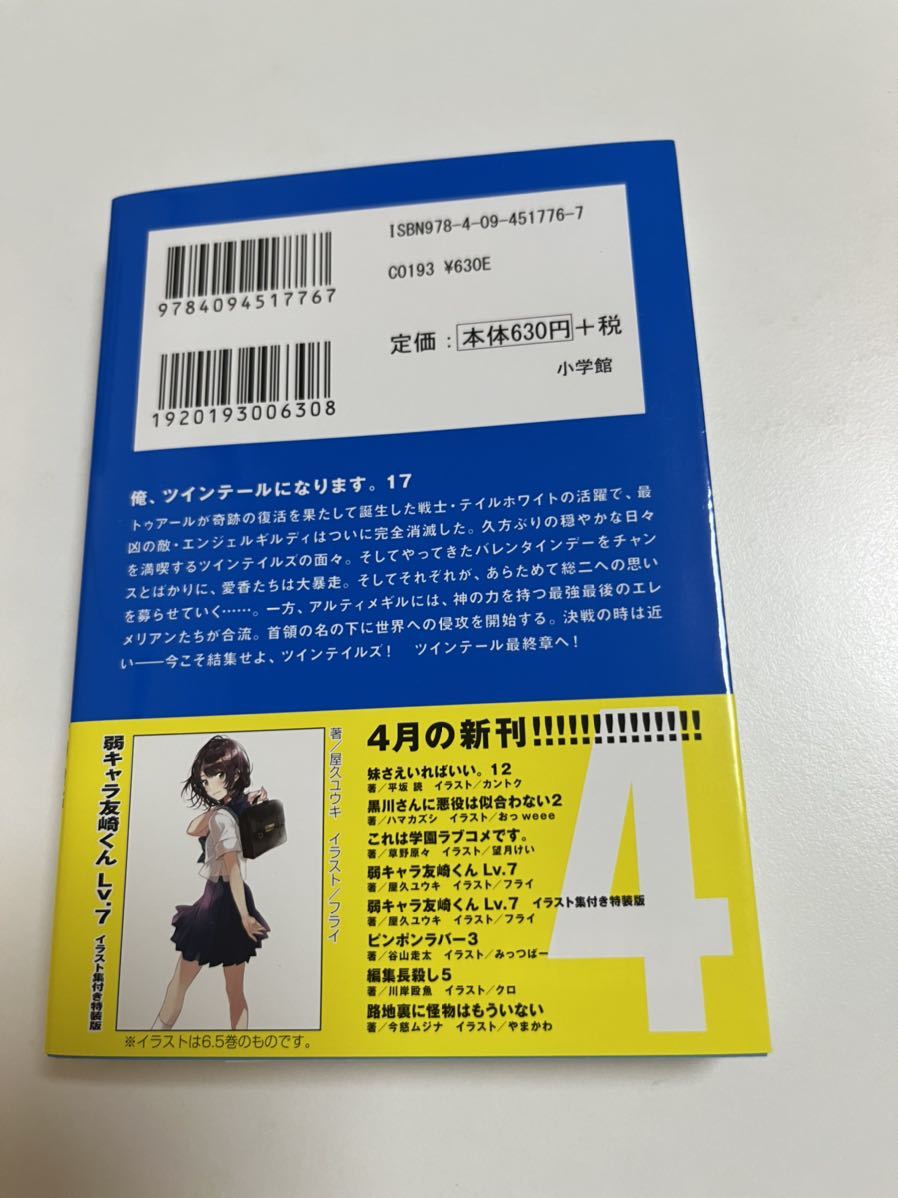 9784094517767
ISBN978-4-09-451776-7
C0193 ¥630E
1920193006308
定価：本体630円＋税
小学館
俺、ツインテールになります。17
トゥアールが奇跡の復活を果たして誕生した戦士・テイルホワイトの活躍で、最
凶の敵・エンジェルギルディはついに完全消滅した。久方ぶりの穏やかな日々
を満喫するツインテイルズの面々。そしてやってきたバレンタインデーをチャン
スとばかりに、愛香たちは大暴走。そしてそれぞれが、あらためて総二への思い
を募らせていく……。一方、アルティメギルには、神の力を持つ最強最後のエレ
メリアンたちが合流。首領の名の下に世界への侵攻を開始する。決戦の時は近
い――今こそ結集せよ、ツインテイルズ！　ツインテール最終章へ！
弱キャラ友崎くん Lv.7 イラスト集付き特装版
著／屋久ユウキ　イラスト／フライ
※イラストは6.5巻のものです。
4
4月の新刊!!!!!!!!!!!!!!
妹さえいればいい。12
著／平坂 読　イラスト／カントク
黒川さんに悪役は似合わない2
著／ハマカズシ　イラスト／おっweee
これは学園ラブコメです。
著／草野原々　イラスト／望月けい
弱キャラ友崎くん Lv.7
著／屋久ユウキ　イラスト／フライ
弱キャラ友崎くん Lv.7　イラスト集付き特装版
著／屋久ユウキ　イラスト／フライ
ピンポンラバー3
著／谷山走太　イラスト／みっつばー
編集長殺し5
著／川岸殴魚　イラスト／クロ
路地裏に怪物はもういない
著／今慈ムジナ　イラスト／やまかわ